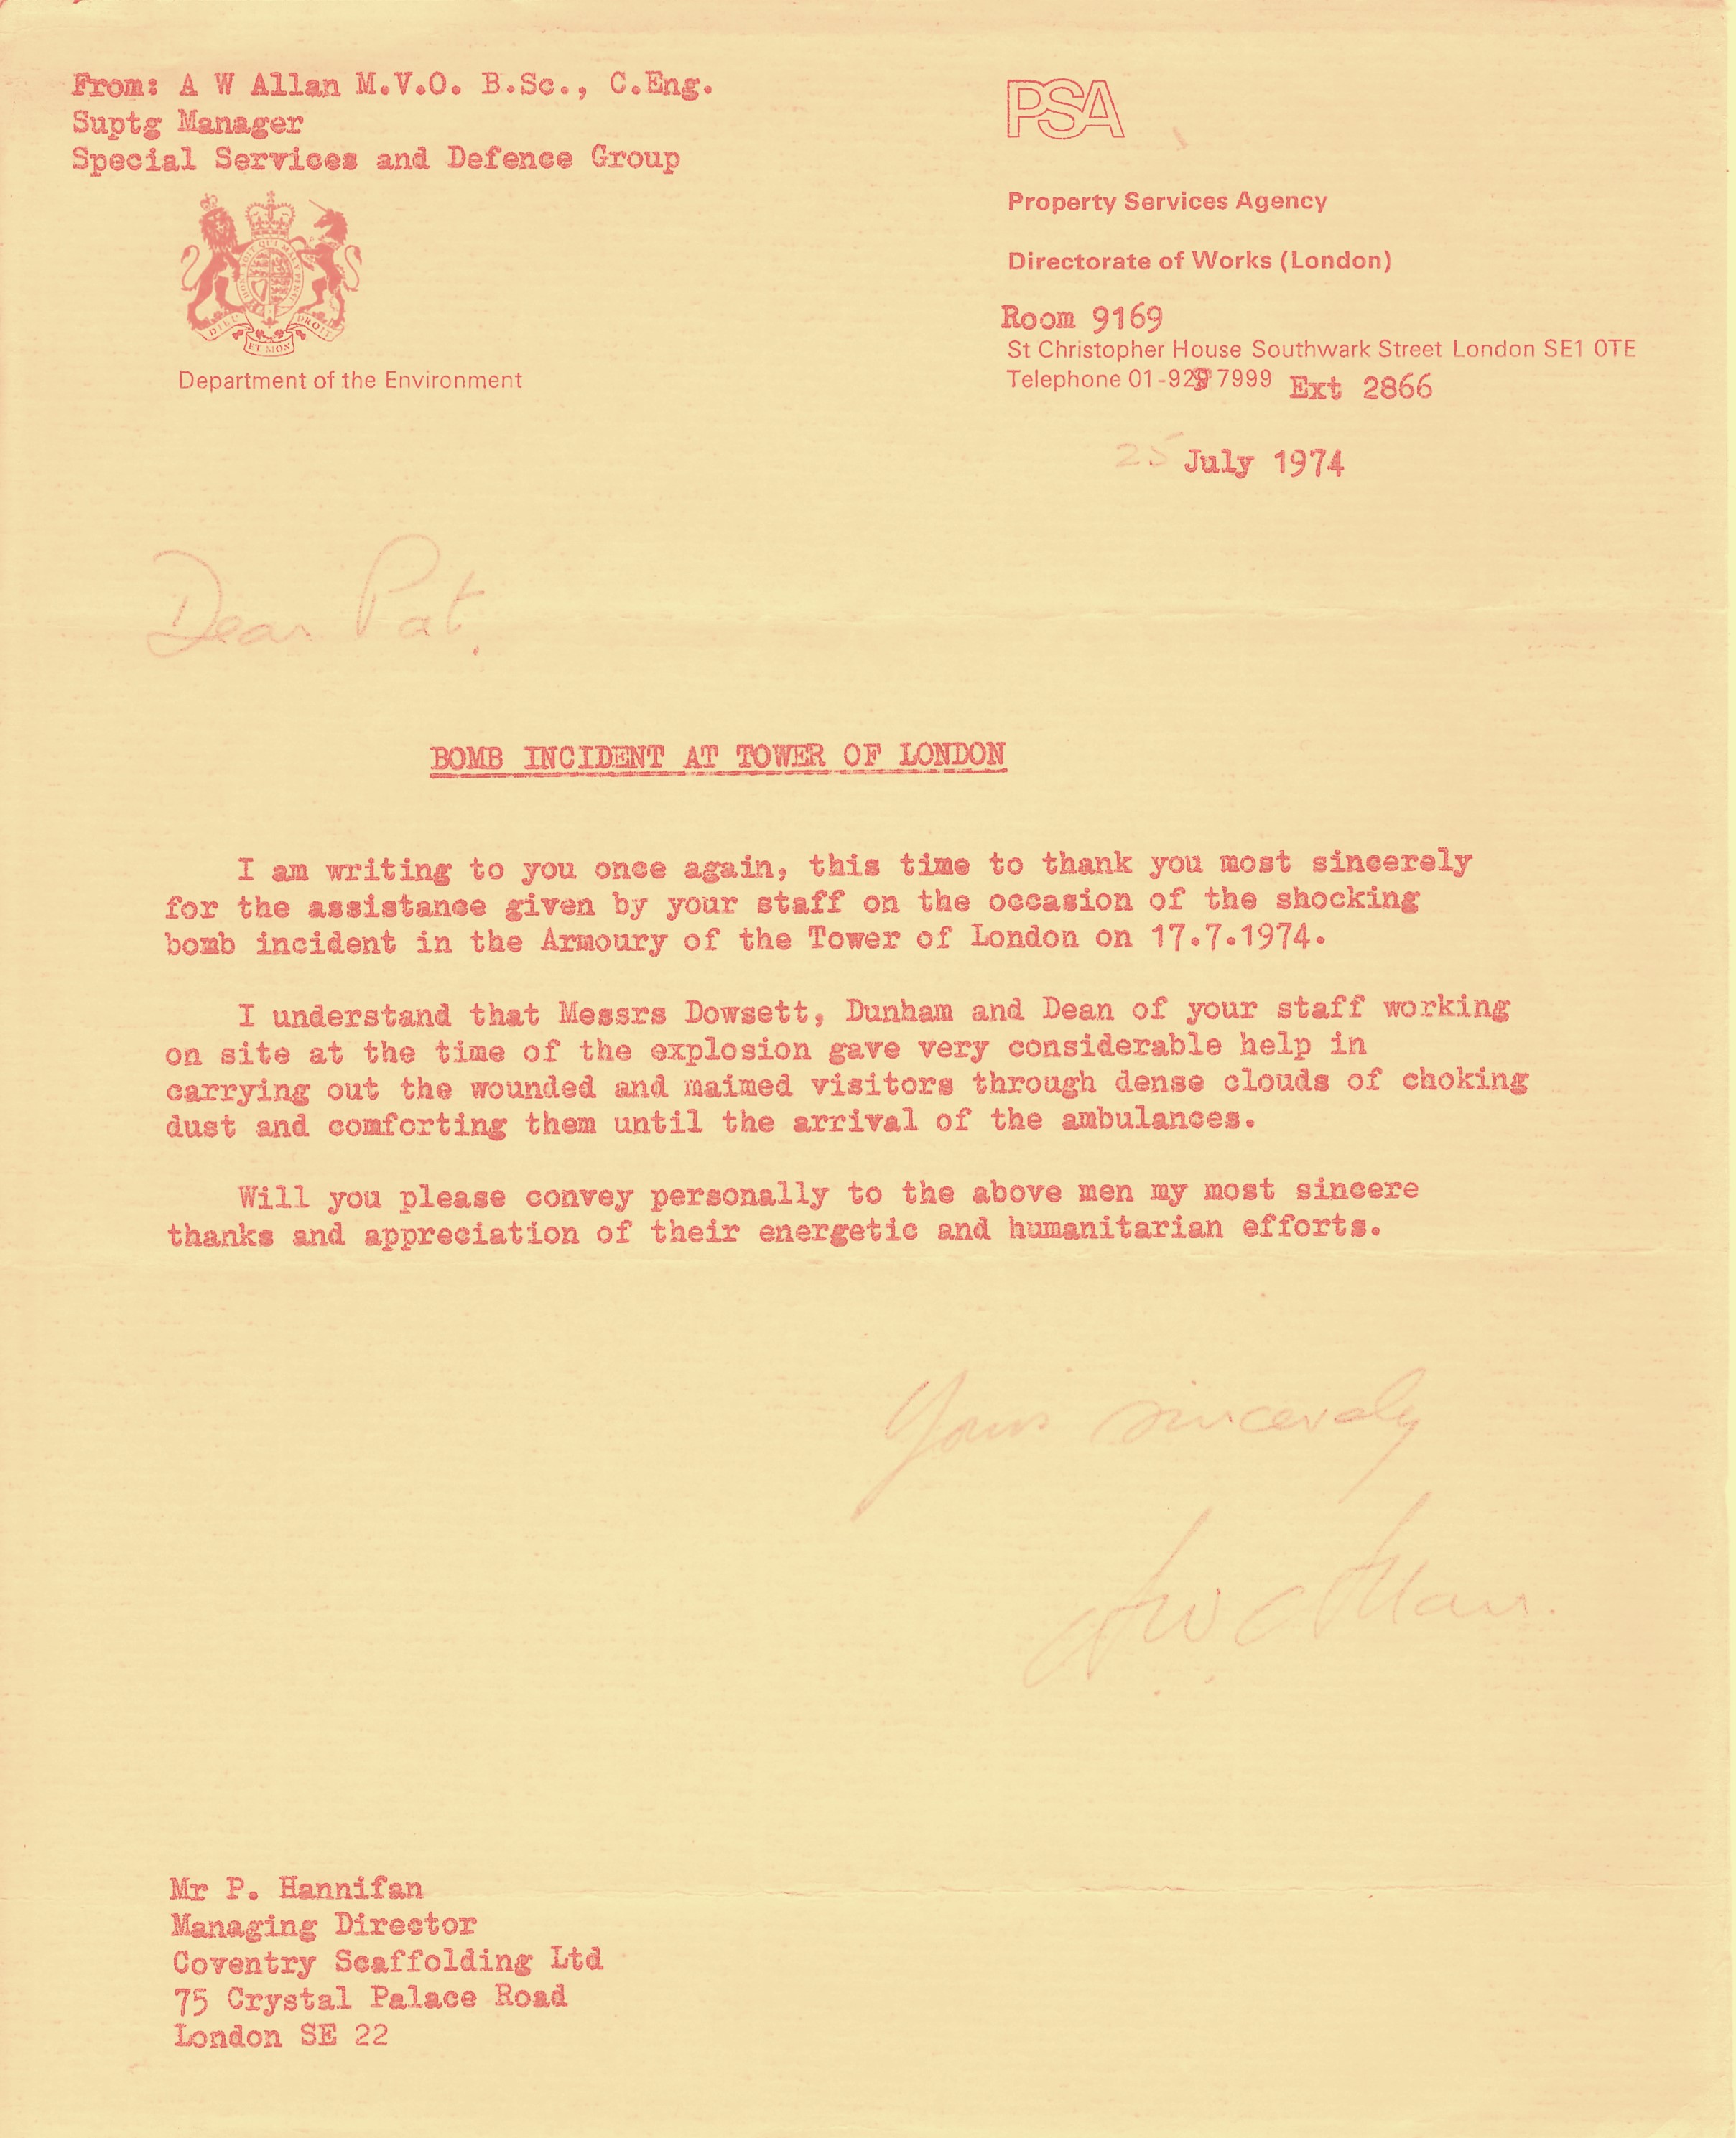 From: A W Allan M.V.O. B.Sc., C.Eng.
Suptg Manager
Special Services and Defence Group
DIEU ET MON DROIT
Department of the Environment
PSA
Property Services Agency
Directorate of Works (London)
Room 9169
St Christopher House Southwark Street London SE1 0TE
Telephone 01-928 7999 Ext 2866
25 July 1974
Dear Pat,
BOMB INCIDENT AT TOWER OF LONDON
I am writing to you once again, this time to thank you most sincerely
for the assistance given by your staff on the occasion of the shocking
bomb incident in the Armoury of the Tower of London on 17.7.1974.
I understand that Messrs Dowsett, Dunham and Dean of your staff working
on site at the time of the explosion gave very considerable help in
carrying out the wounded and maimed visitors through dense clouds of choking
dust and comforting them until the arrival of the ambulances.
Will you please convey personally to the above men my most sincere
thanks and appreciation of their energetic and humanitarian efforts.
Yours sincerely
AW Allan.
Mr P. Hannifan
Managing Director
Coventry Scaffolding Ltd
75 Crystal Palace Road
London SE 22